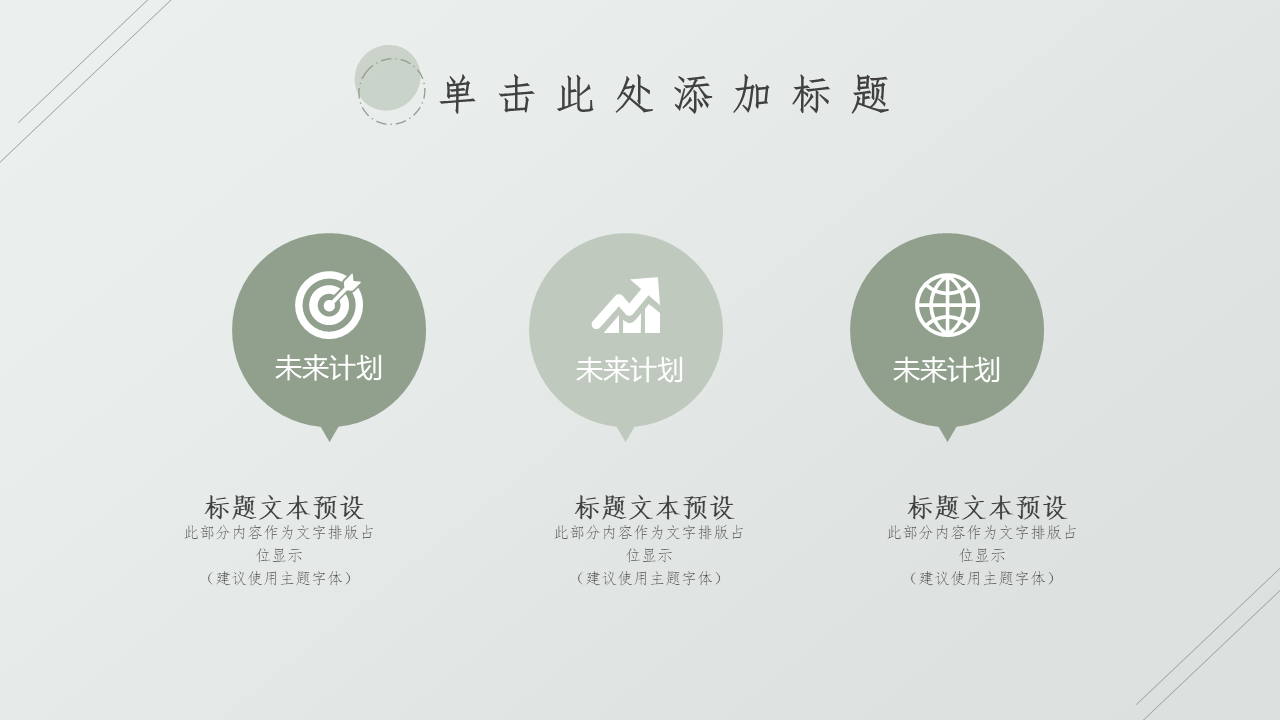 单击此处添加标题
未来计划
未来计划
未来计划
标题文本预设
此部分内容作为文字排版占
位显示
（建议使用主题字体）
标题文本预设
此部分内容作为文字排版占
位显示
（建议使用主题字体）
标题文本预设
此部分内容作为文字排版占
位显示
（建议使用主题字体）